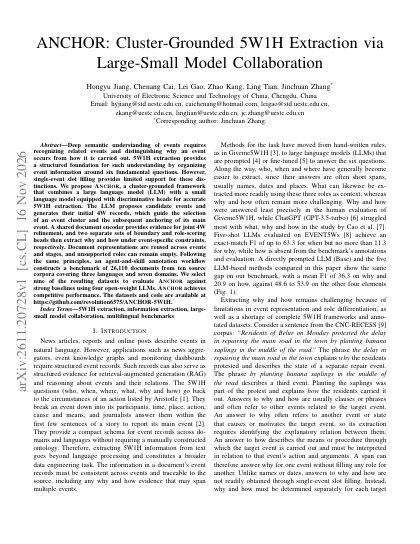 ANCHOR: Cluster-Grounded 5W1H Extraction via
Large-Small Model Collaboration
Hongyu Jiang, Chenang Cai, Lei Gao, Zhao Kang, Ling Tian, Jinchuan Zhang*
University of Electronic Science and Technology of China, Chengdu, China
*Corresponding author: Jinchuan Zhang
arXiv:2611.20728v1 [cs.CL] 16 Nov 2026
Abstract—Deep semantic understanding of events requires
recognizing related events and distinguishing why an event
occurs from how it is carried out. 5W1H extraction provides
a structured foundation for such understanding by organizing
event information around six fundamental questions. However,
single-event slot filling provides limited support for these dis-
tinctions. We propose ANCHOR, a cluster-grounded framework
that combines a large language model (LLM) with a small
language model equipped with discriminative heads for accurate
5W1H extraction. The LLM proposes candidate events and
generates their initial 4W records, which guide the selection
of an event cluster and the subsequent anchoring of its main
event. A shared document encoder provides evidence for joint 4W
refinement, and two separate sets of boundary and role-scoring
heads then extract why and how under event-specific constraints,
respectively. Document representations are reused across events
and stages, and unsupported roles can remain empty. Following
the same principles, an agent-skill annotation workflow
constructs a benchmark of 26,110 documents from ten source
corpora covering three languages and seven domains. We select
nine of the resulting datasets to evaluate ANCHOR against
strong baselines using four open-weight LLMs. ANCHOR achieves
competitive performance. The datasets and code are available at
https://github.com/revolution675/ANCHOR-5W1H.
Index Terms—5W1H extraction, information extraction, large-
small model collaboration, multilingual benchmarks
I. INTRODUCTION
News articles, reports and online posts describe events in
natural language. However, applications such as news aggre-
gators, event knowledge graphs and monitoring dashboards
require structured event records. Such records can also serve as
structured evidence for retrieval-augmented generation (RAG)
and reasoning about events and their relations. The 5W1H
questions (who, when, where, what, why and how) go back
to the circumstances of an action listed by Aristotle [1]. They
break an event down into its participants, time, place, action,
cause and means, and journalists answer them within the
first few sentences of a story to report its main event [2].
They provide a compact schema for event records across do-
mains and languages without requiring a manually constructed
ontology. Therefore, extracting 5W1H information from text
goes beyond language processing and constitutes a broader
data engineering task. The information in a document's event
records must be consistent across events and traceable to the
source, including any why and how evidence that may span
multiple events.
Methods for the task have moved from hand-written rules,
as in Giveme5W1H [3], to large language models (LLMs) that
are prompted [4] or fine-tuned [5] to answer the six questions.
Along the way, who, when and where have generally become
easier to extract, since their answers are often short spans,
usually names, dates and places. What can likewise be ex-
tracted more readily using these three roles as context, whereas
why and how often remain more challenging. Why and how
were answered least precisely in the human evaluation of
Giveme5W1H, while ChatGPT (GPT-3.5-turbo) [6] struggled
most with what, why and how in the study by Cao et al. [7].
Five-shot LLMs evaluated on EVENT5Ws [8] achieve an
exact-match F1 of up to 63.3 for when but no more than 11.3
for why, while how is absent from the benchmark's annotations
and evaluation. A directly prompted LLM (Base) and the five
LLM-based methods compared in this paper show the same
gap on our benchmark, with a mean F1 of 36.3 on why and
20.9 on how, against 48.6 to 53.9 on the other four elements
(Fig. 1).
Extracting why and how remains challenging because of
limitations in event representation and role differentiation, as
well as a shortage of complete 5W1H frameworks and anno-
tated datasets. Consider a sentence from the CNC-RECESS [9]
corpus: "Residents of Belise on Monday protested the delay
in repairing the main road in the town by planting banana
saplings in the middle of the road." The phrase the delay in
repairing the main road in the town explains why the residents
protested and describes the state of a separate repair event.
The phrase by planting banana saplings in the middle of
the road describes a third event. Planting the saplings was
part of the protest and explains how the residents carried it
out. Answers to why and how are usually clauses or phrases
and often refer to other events related to the target event.
An answer to why often refers to another event or state that
causes or motivates the target event, so its extraction requires
identifying the explanatory relation between them. An
answer to how describes the means or procedure through
which the target event is carried out and must be interpreted
in relation to that event's action and arguments. A span can
therefore answer why for one event without filling any role for
another. Unlike names or dates, answers to why and how are
not readily obtained through single-event slot filling. Instead,
why and how must be determined separately for each target